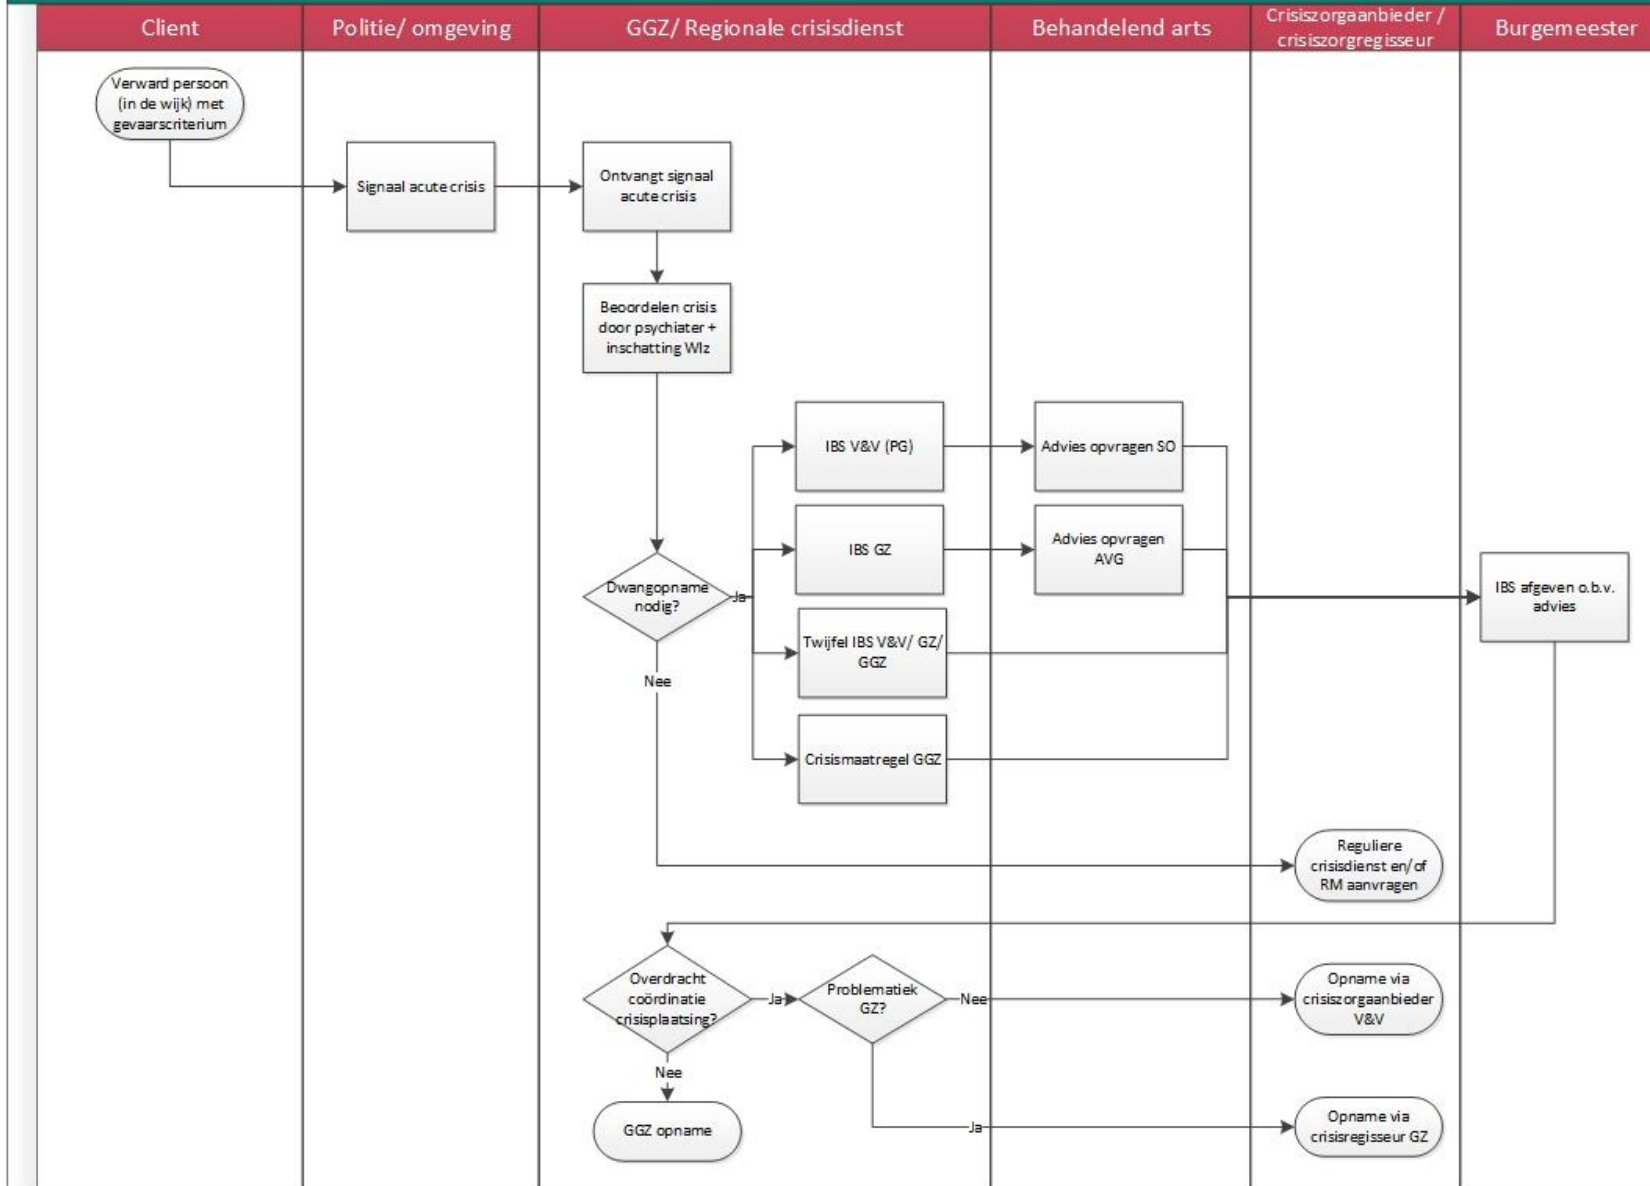 Client
Politie/ omgeving
GGZ/ Regionale crisisdienst
Behandelend arts
Crisiszorgaanbieder /
crisiszorgregisseur
Burgemeester
Verward persoon
(in de wijk) met
gevaarscriterium
Signaal acute crisis
Ontvangt signaal
acute crisis
Beoordelen crisis
door psychiater +
inschatting Wlz
IBS V&V (PG)
Advies opvragen SO
IBS GZ
Advies opvragen
AVG
Dwangopname
nodig?
Ja
IBS afgeven o.b.v.
advies
Twijfel IBS V&V/ GZ/
GGZ
Nee
Crisismaatregel GGZ
Reguliere
crisisdienst en/of
RM aanvragen
Overdracht
coördinatie
crisisplaatsing?
Ja
Problematiek
GZ?
Nee
Opname via
crisiszorgaanbieder
V&V
Nee
GGZ opname
Ja
Opname via
crisisregisseur GZ